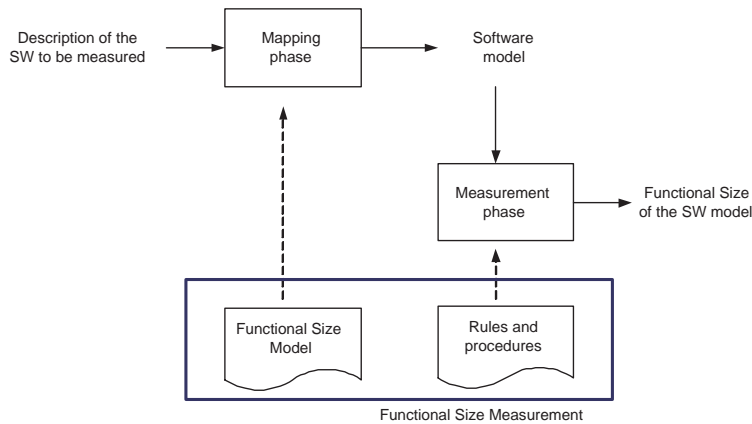 Description of the
SW to be measured
Mapping
phase
Software
model
Measurement
phase
Functional Size
of the SW model
Functional Size
Model
Rules and
procedures
Functional Size Measurement